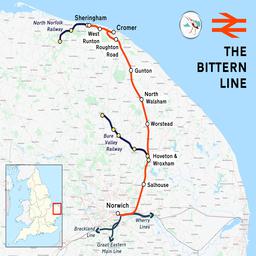 Sheringham
Cromer
North Norfolk
Railway
West
Runton
Roughton
Road
THE
BITTERN
LINE
Gunton
North
Walsham
Worstead
Bure
Valley
Railway
Hoveton &
Wroxham
Salhouse
Norwich
Wherry
Lines
Breckland
Line
Great Eastern
Main Line